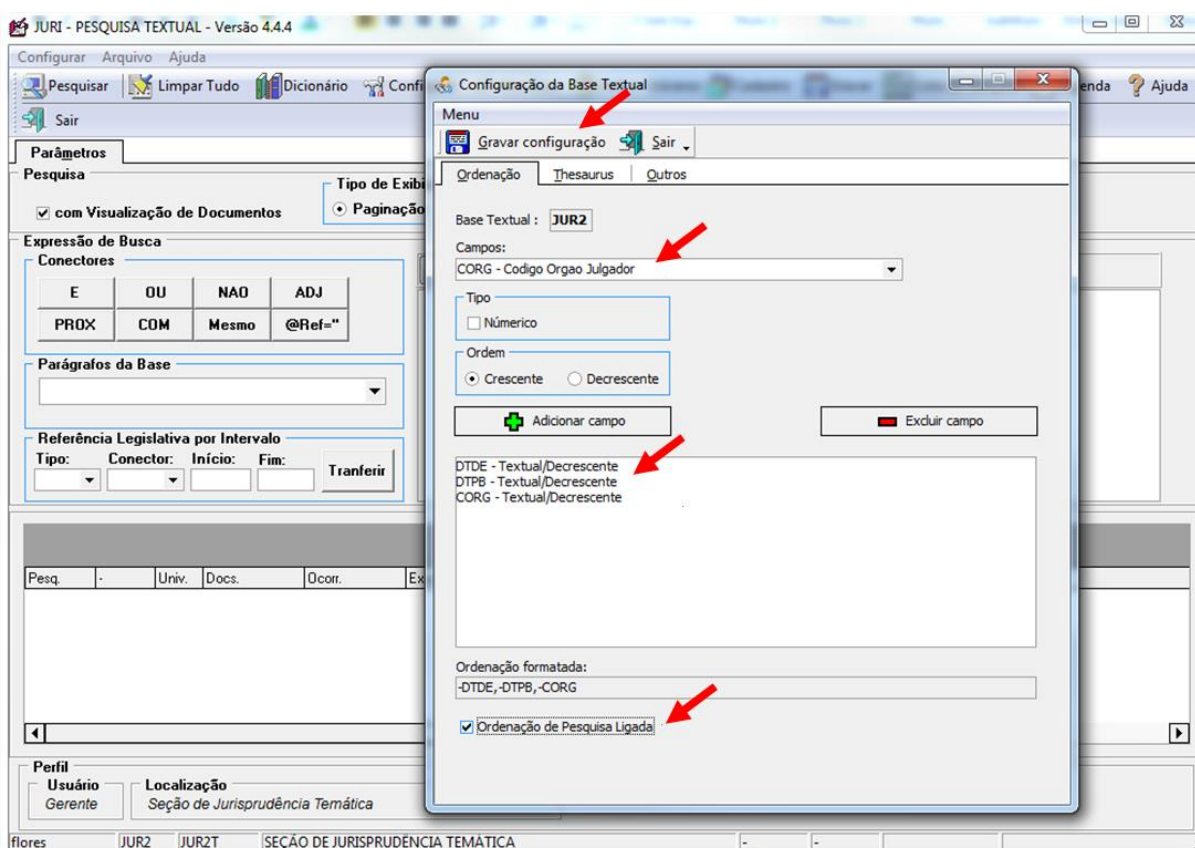 JURI - PESQUISA TEXTUAL - Versão 4.4.4
Configurar Arquivo Ajuda
Pesquisar Limpar Tudo Dicionário Confi
enda Ajuda
Sair
Parâmetros
Pesquisa
com Visualização de Documentos
Tipo de Exibi
Paginação
Expressão de Busca
Conectores
E OU NAO ADJ
PROX COM Mesmo @Ref="
Parágrafos da Base
Referência Legislativa por Intervalo
Tipo: Conector: Início: Fim:
Tranferir
Pesq. - Univ. Docs. Ocorr. Ex
Perfil
Usuário Localização
Gerente Seção de Jurisprudência Temática
flores JUR2 JUR2T SEÇÃO DE JURISPRUDÊNCIA TEMÁTICA - -
Configuração da Base Textual
Menu
Gravar configuração Sair
Ordenação Thesaurus Outros
Base Textual : JUR2
Campos:
CORG - Codigo Orgao Julgador
Tipo
Númerico
Ordem
Crescente Decrescente
Adicionar campo Excluir campo
DTDE - Textual/Decrescente
DTPB - Textual/Decrescente
CORG - Textual/Decrescente
Ordenação formatada:
-DTDE,-DTPB,-CORG
Ordenação de Pesquisa Ligada